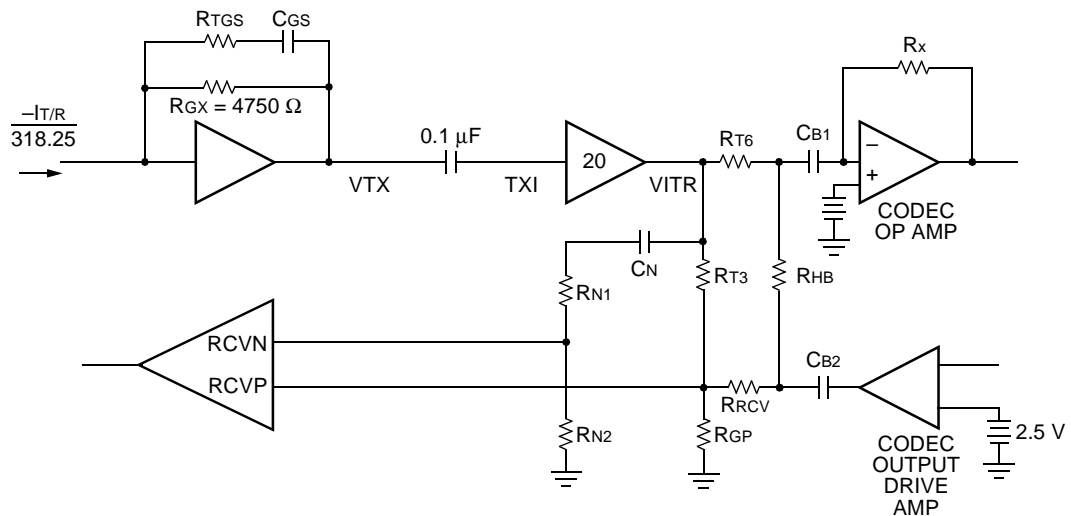 RTGS
CGS
RGX = 4750 Ω
–IT/R
318.25
VTX
0.1 μF
TXI
20
VITR
RT6
CB1
Rx
–
+
CODEC
OP AMP
CN
RN1
RT3
RHB
RCVN
RCVP
RN2
RRCV
RGP
CB2
CODEC
OUTPUT
DRIVE
AMP
2.5 V